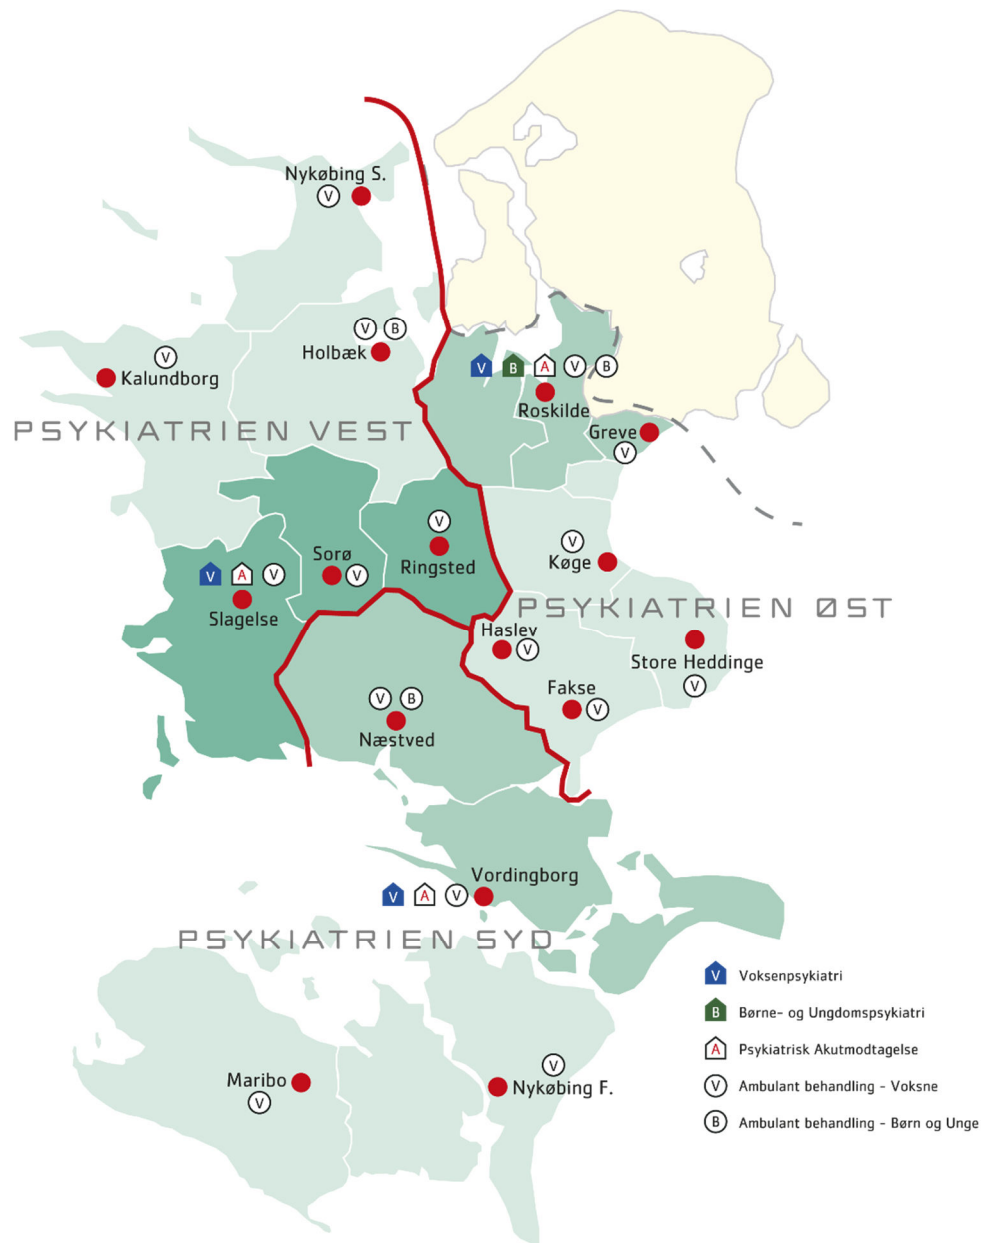 Nykøbing S.
V
V
B
Holbæk
V
Kalundborg
V
B
A
V
B
Roskilde
Greve
V
PSYKIATRIEN VEST
V
Ringsted
V
Køge
V
A
V
Slagelse
Sorø
V
PSYKIATRIEN ØST
Haslev
V
Store Heddinge
V
Fakse
V
V
B
Næstved
Vordingborg
V
A
V
PSYKIATRIEN SYD
Maribo
V
V
Nykøbing F.
V Voksenpsykiatri
B Børne- og Ungdomspsykiatri
A Psykiatrisk Akutmodtagelse
V Ambulant behandling - Voksne
B Ambulant behandling - Børn og Unge